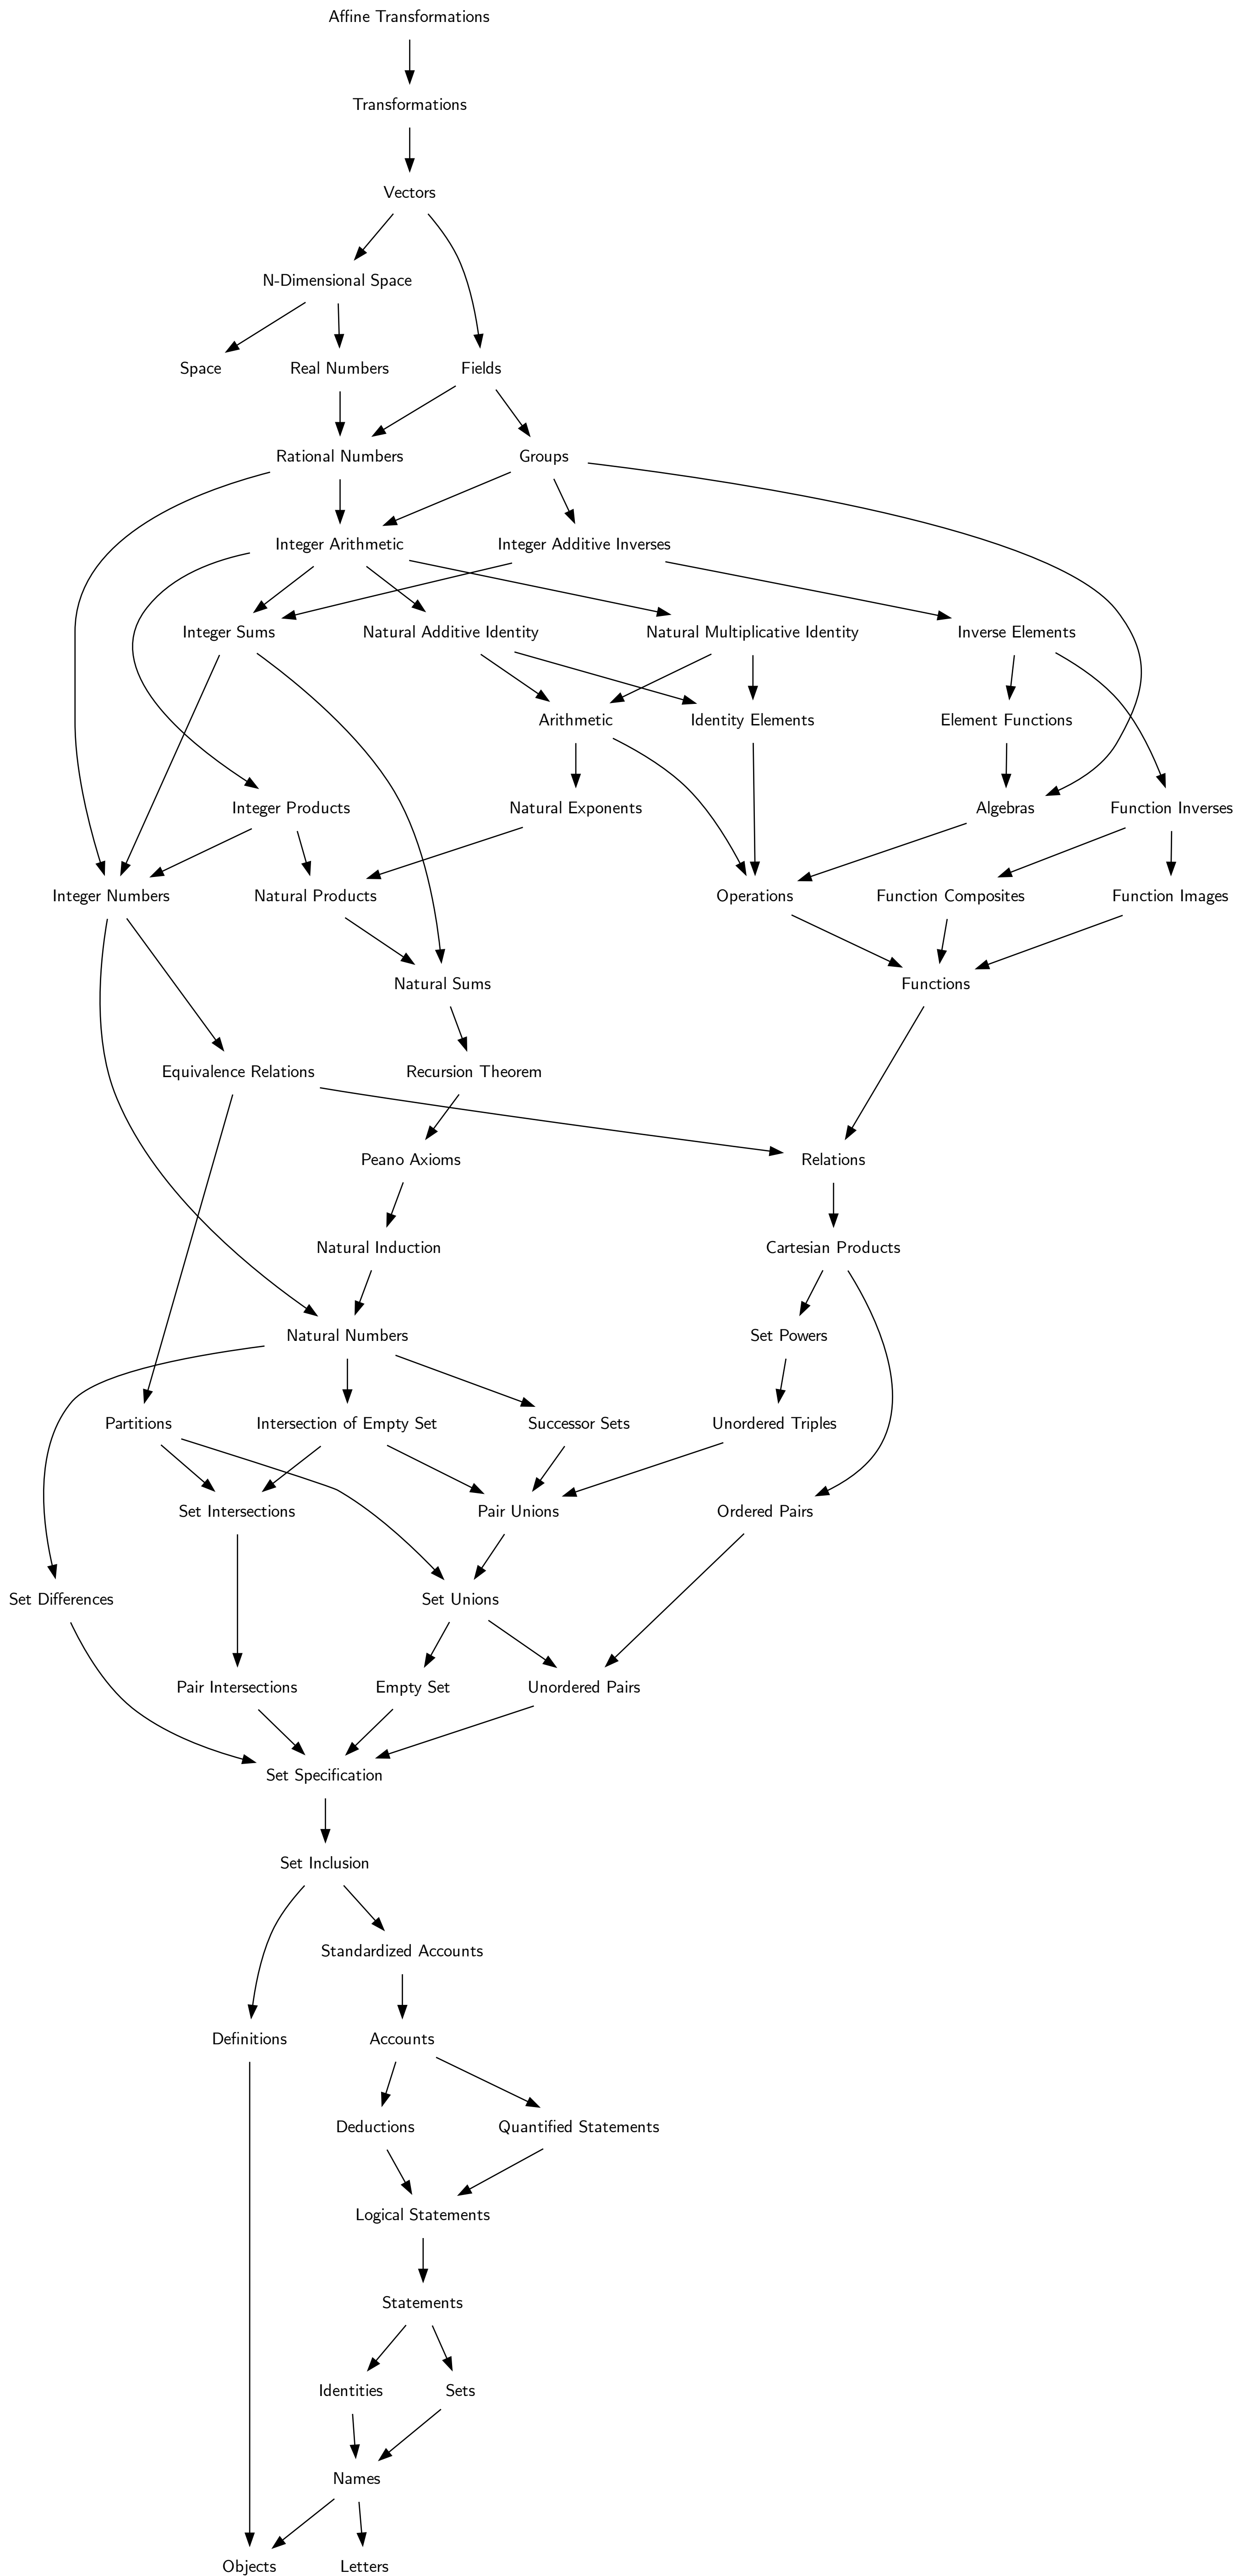 Affine Transformations
Transformations
Vectors
N-Dimensional Space
Space
Real Numbers
Fields
Rational Numbers
Groups
Integer Arithmetic
Integer Additive Inverses
Integer Sums
Natural Additive Identity
Natural Multiplicative Identity
Inverse Elements
Arithmetic
Identity Elements
Element Functions
Integer Products
Natural Exponents
Algebras
Function Inverses
Integer Numbers
Natural Products
Operations
Function Composites
Function Images
Natural Sums
Functions
Equivalence Relations
Recursion Theorem
Peano Axioms
Relations
Natural Induction
Cartesian Products
Natural Numbers
Set Powers
Partitions
Intersection of Empty Set
Successor Sets
Unordered Triples
Set Intersections
Pair Unions
Ordered Pairs
Set Differences
Set Unions
Pair Intersections
Empty Set
Unordered Pairs
Set Specification
Set Inclusion
Standardized Accounts
Definitions
Accounts
Deductions
Quantified Statements
Logical Statements
Statements
Identities
Sets
Names
Objects
Letters